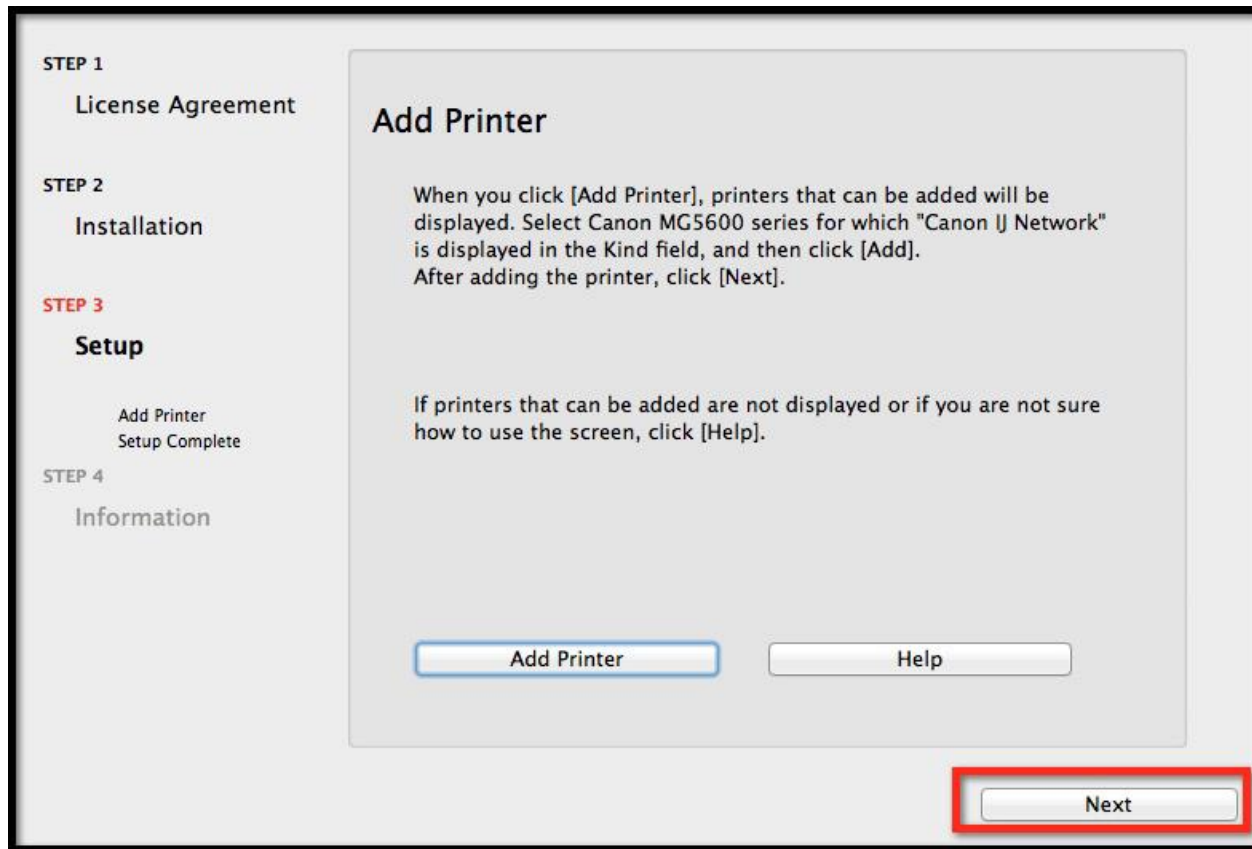 STEP 1
License Agreement
STEP 2
Installation
STEP 3
Setup
Add Printer
Setup Complete
STEP 4
Information
Add Printer
When you click [Add Printer], printers that can be added will be
displayed. Select Canon MG5600 series for which "Canon IJ Network"
is displayed in the Kind field, and then click [Add].
After adding the printer, click [Next].
If printers that can be added are not displayed or if you are not sure
how to use the screen, click [Help].
Add Printer
Help
Next